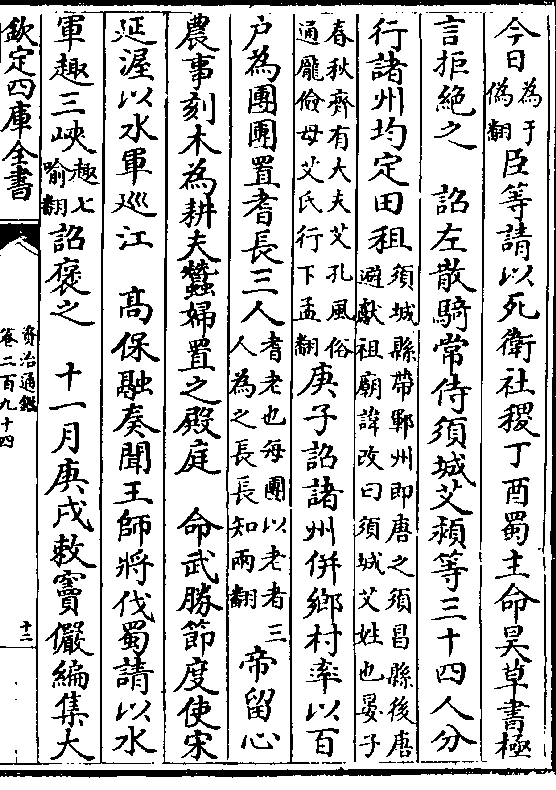 今日為于偽翻臣等請以死衛社稷丁酉蜀主命昊草書極
言拒絶之　詔左散騎常侍須城艾頴等三十四人分
行諸州均定田租須城縣帶鄆州即唐之須昌縣後唐避獻祖廟諱改曰須城艾姓也晏子
春秋齊有大夫艾孔風俗通龐儉母艾氏行下孟翻庚子詔諸州併鄉村率以百
户為團團置耆長三人耆老也每團以老者三人為之長長知兩翻　帝留心
農事刻木為耕夫蠶婦置之殿庭　命武勝節度使宋
延渥以水軍廵江　髙保融奏聞王師將伐蜀請以水
軍趣三峽趣七喻翻詔褒之　十一月庚戌敕竇儼編集大
欽定四庫全書
資治通鑑
卷二百九十四
十二